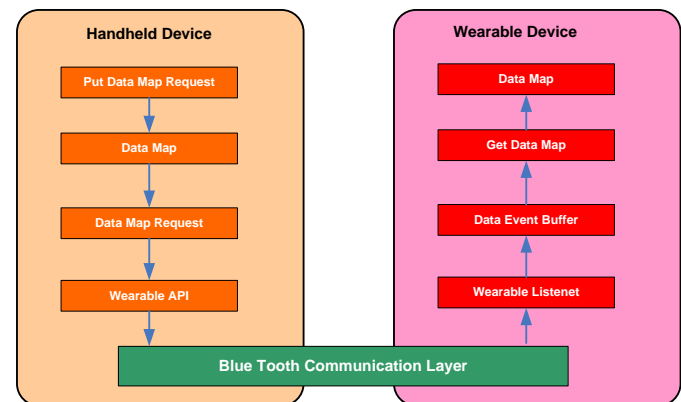 Handheld Device
Put Data Map Request
Data Map
Data Map Request
Wearable API
Wearable Device
Data Map
Get Data Map
Data Event Buffer
Wearable Listenet
Blue Tooth Communication Layer